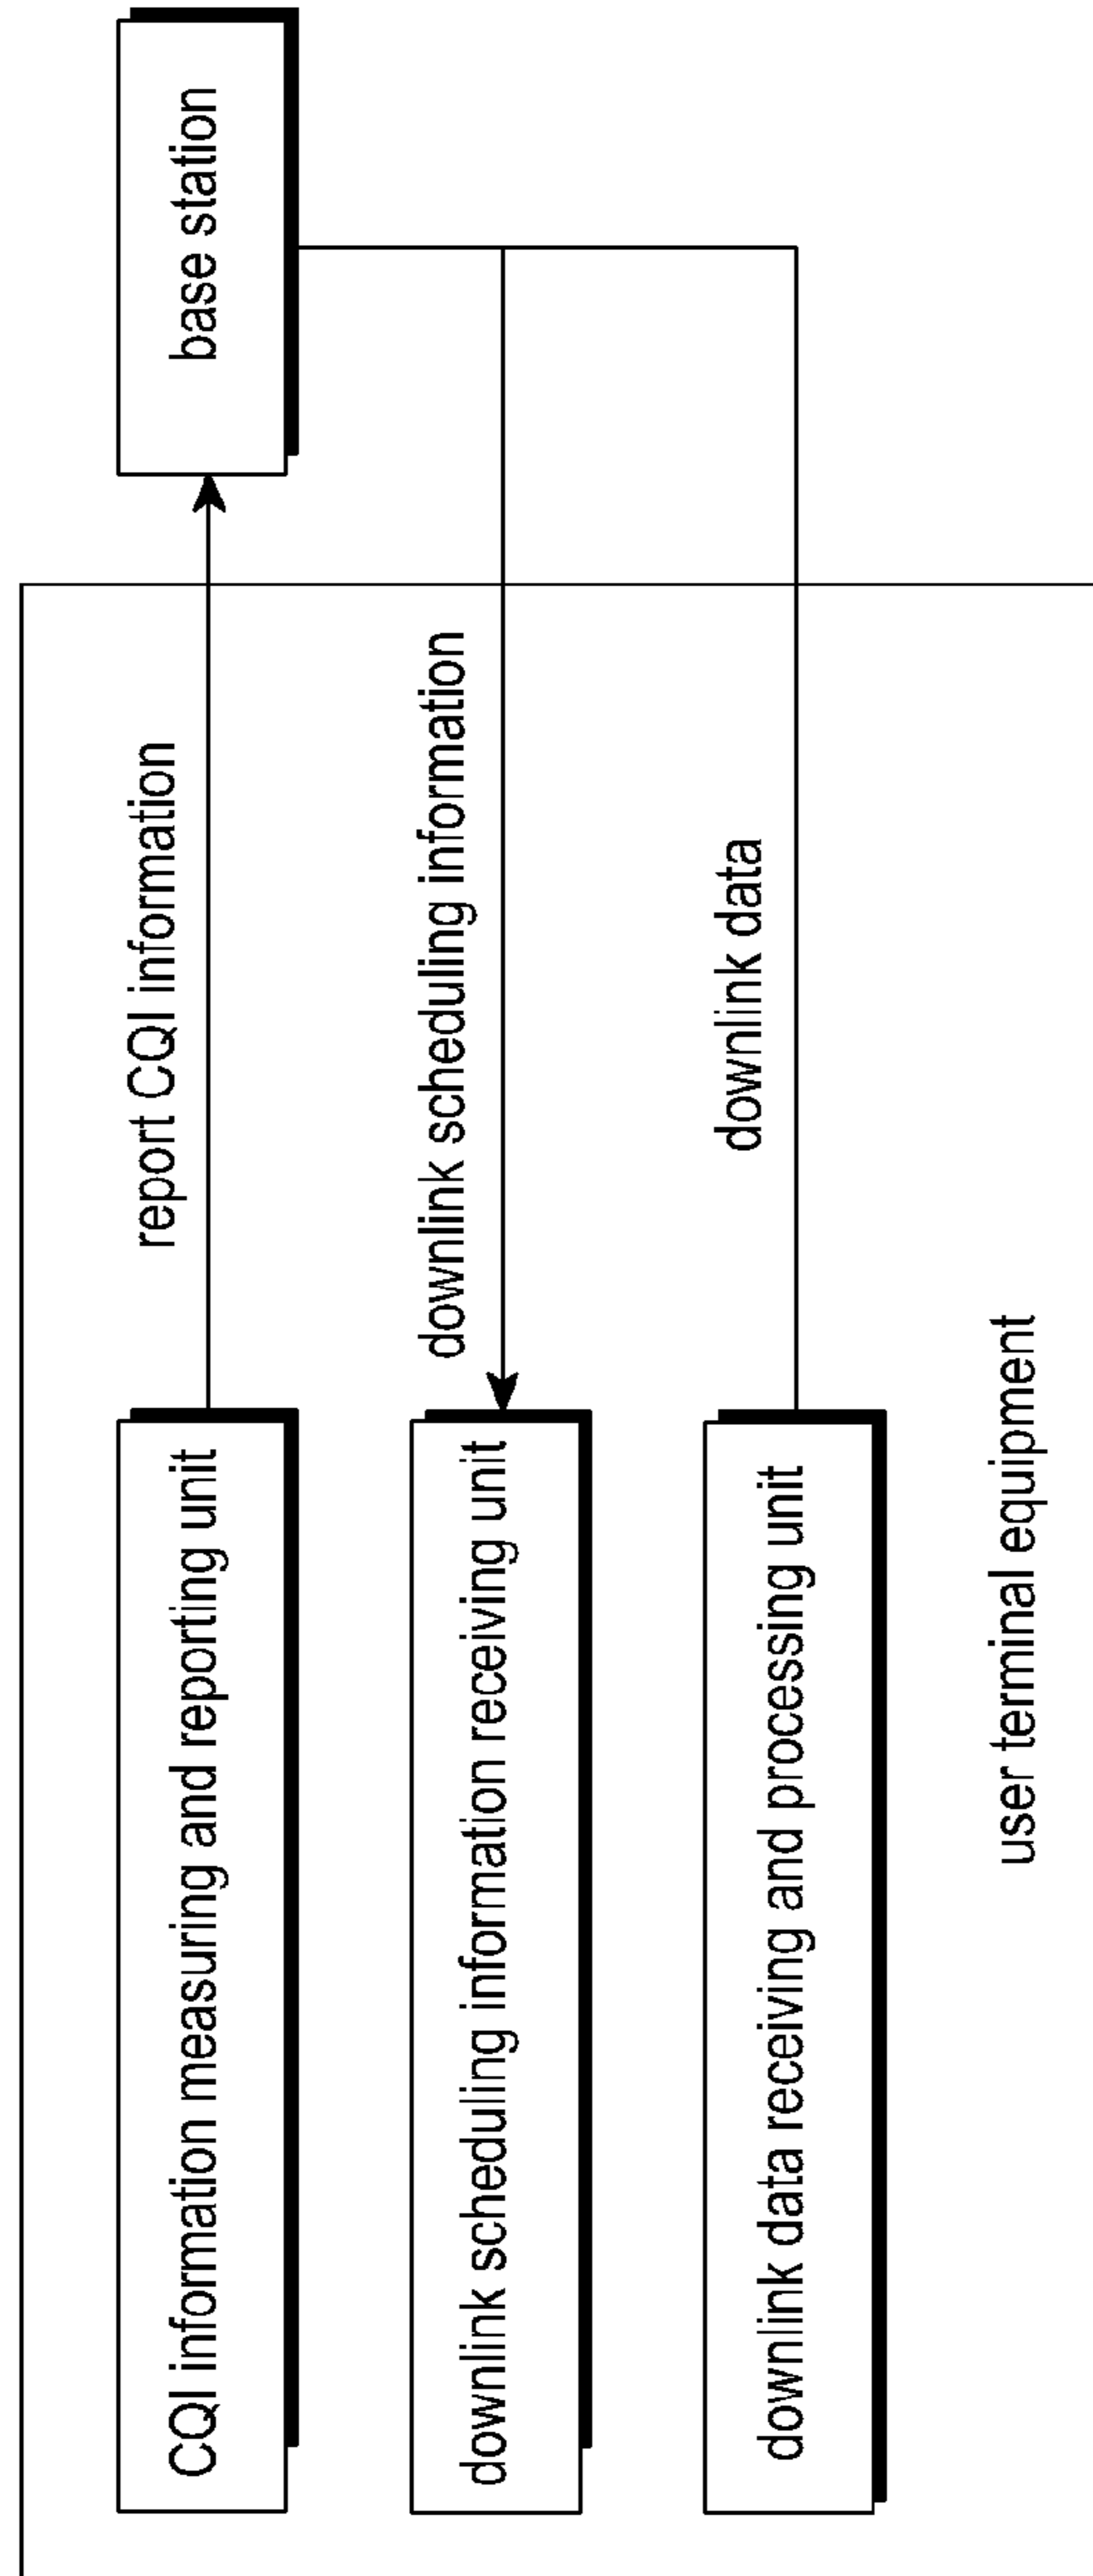 CQI information measuring and reporting unit
report CQI information
base station
downlink scheduling information receiving unit
downlink scheduling information
downlink data receiving and processing unit
downlink data
user terminal equipment